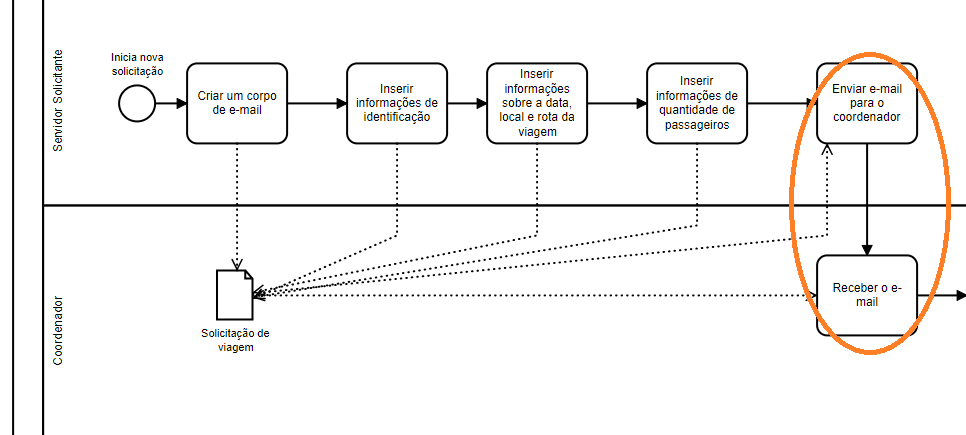 Servidor Solicitante
Inicia nova
solicitação
Criar um corpo
de e-mail
Inserir
informações de
identificação
Inserir
informações
sobre a data,
local e rota da
viagem
Inserir
informações de
quantidade de
passageiros
Enviar e-mail
para o
coordenador
Coordenador
Solicitação de
viagem
Receber o e-
mail